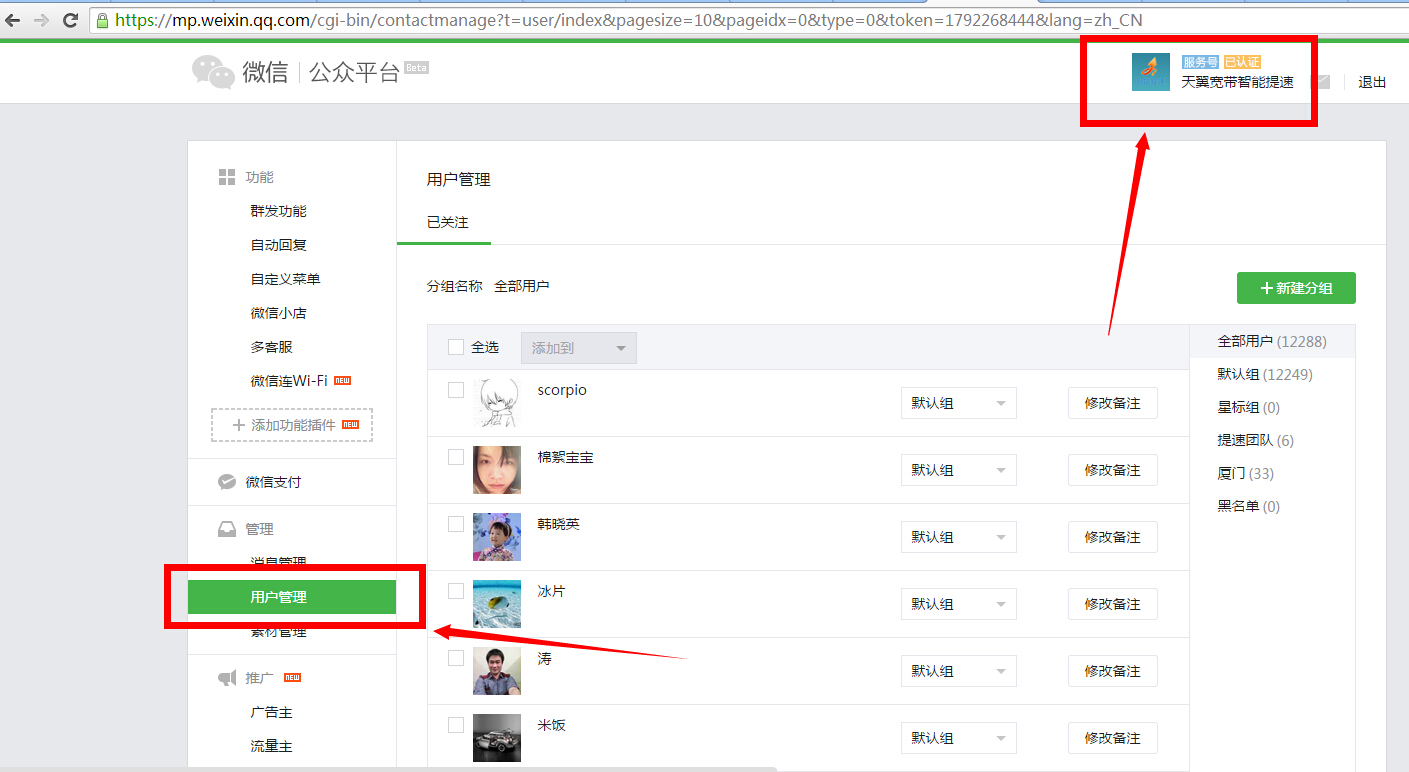 https://mp.weixin.qq.com/cgi-bin/contactmanage?t=user/index&pagesize=10&pageidx=0&type=0&token=1792268444&lang=zh_CN
微信 公众平台 Beta
服务号 已认证
天翼宽带智能提速
退出
功能
群发功能
自动回复
自定义菜单
微信小店
多客服
微信连Wi-Fi NEW
+ 添加功能插件 NEW
微信支付
管理
消息管理
用户管理
素材管理
推广 NEW
广告主
流量主
用户管理
已关注
分组名称 全部用户
+ 新建分组
全选 添加到
scorpio 默认组 修改备注
棉絮宝宝 默认组 修改备注
韩晓英 默认组 修改备注
冰片 默认组 修改备注
涛 默认组 修改备注
米饭 默认组 修改备注
全部用户 (12288)
默认组 (12249)
星标组 (0)
提速团队 (6)
厦门 (33)
黑名单 (0)